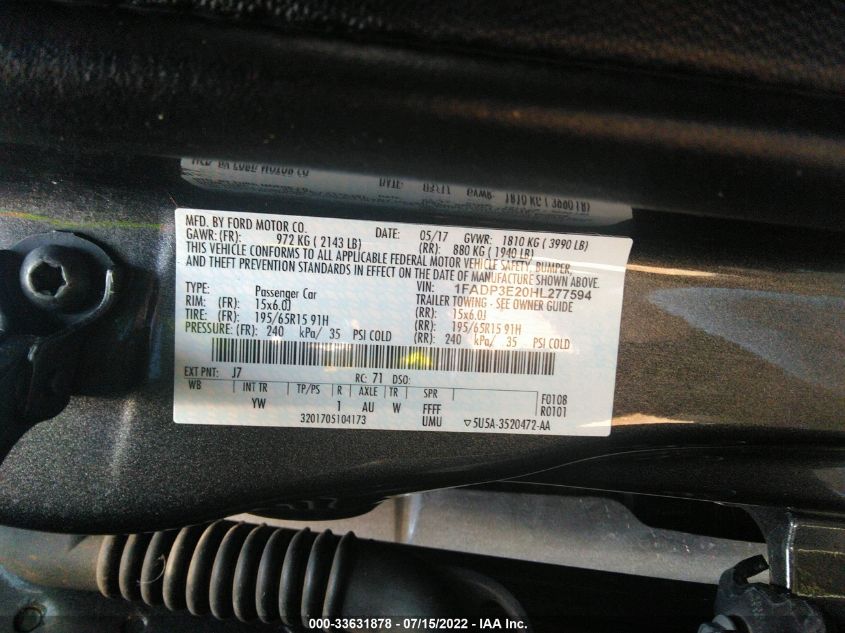 MFD. BY FORD MOTOR CO. DATE: 05/17 GVWR: 1810 KG ( 3990 LB)
GAWR: (FR): 972 KG ( 2143 LB) (RR): 880 KG ( 1940 LB)
THIS VEHICLE CONFORMS TO ALL APPLICABLE FEDERAL MOTOR VEHICLE SAFETY, BUMPER,
AND THEFT PREVENTION STANDARDS IN EFFECT ON THE DATE OF MANUFACTURE SHOWN ABOVE.
VIN: 1FADP3E20HL277594
TYPE: Passenger Car TRAILER TOWING - SEE OWNER GUIDE
RIM: (FR): 15x6.0J (RR): 15x6.0J
TIRE: (FR): 195/65R15 91H (RR): 195/65R15 91H
PRESSURE: (FR): 240 kPa/ 35 PSI COLD (RR): 240 kPa/ 35 PSI COLD
EXT PNT: J7 RC: 71 DSO:
WB INT TR TP/PS R AXLE TR SPR F0108
YW 1 AU W FFFF R0101
3201705104173 UMU ▽5U5A-3520472-AA
000-33631878 - 07/15/2022 - IAA Inc.